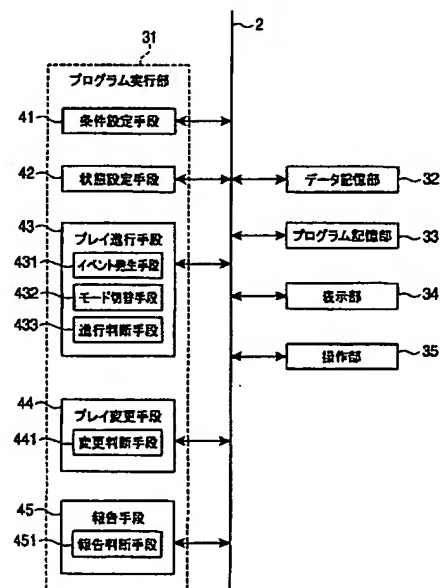 31
2
プログラム実行部
41
条件設定手段
42
状態設定手段
データ記憶部
32
43
プレイ進行手段
プログラム記憶部
33
431
イベント発生手段
432
モード切替手段
表示部
34
433
進行判断手段
操作部
35
44
プレイ変更手段
441
変更判断手段
45
報告手段
451
報告判断手段